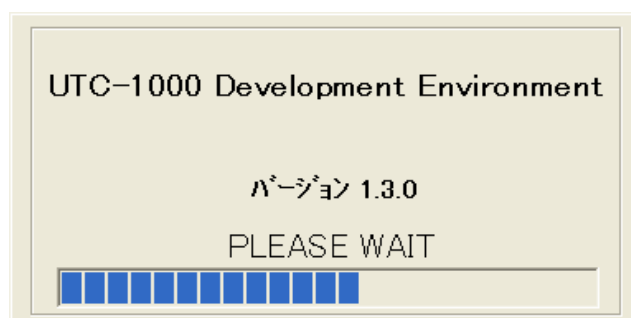 UTC-1000 Development Environment
バージョン 1.3.0
PLEASE WAIT